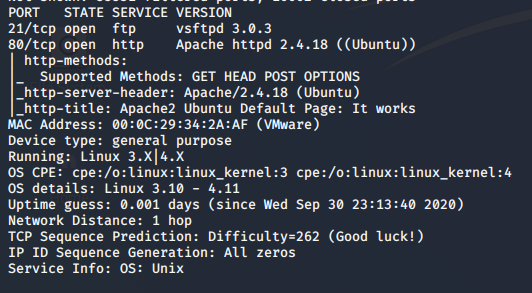 PORT   STATE SERVICE VERSION
21/tcp open  ftp     vsftpd 3.0.3
80/tcp open  http    Apache httpd 2.4.18 ((Ubuntu))
| http-methods:
|_  Supported Methods: GET HEAD POST OPTIONS
|_http-server-header: Apache/2.4.18 (Ubuntu)
|_http-title: Apache2 Ubuntu Default Page: It works
MAC Address: 00:0C:29:34:2A:AF (VMware)
Device type: general purpose
Running: Linux 3.X|4.X
OS CPE: cpe:/o:linux:linux_kernel:3 cpe:/o:linux:linux_kernel:4
OS details: Linux 3.10 - 4.11
Uptime guess: 0.001 days (since Wed Sep 30 23:13:40 2020)
Network Distance: 1 hop
TCP Sequence Prediction: Difficulty=262 (Good luck!)
IP ID Sequence Generation: All zeros
Service Info: OS: Unix